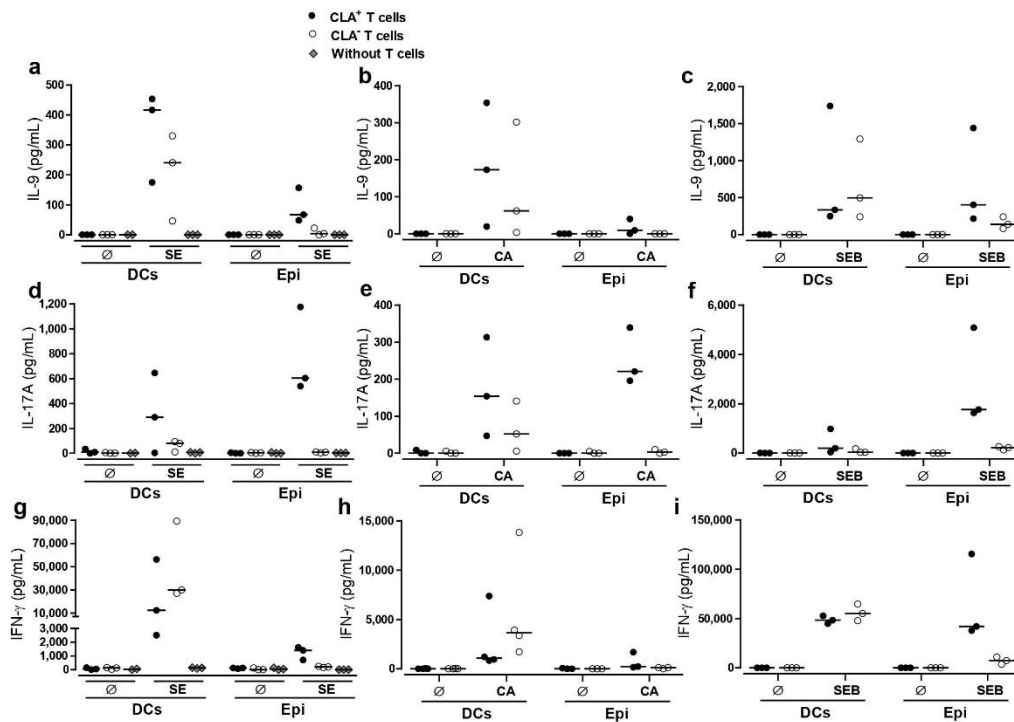 CLA⁺ T cells
CLA⁻ T cells
Without T cells
a
IL-9 (pg/mL)
500
400
300
200
100
0
∅ SE ∅ SE
DCs Epi
b
IL-9 (pg/mL)
400
300
200
100
0
∅ CA ∅ CA
DCs Epi
c
IL-9 (pg/mL)
2,000
1,500
1,000
500
0
∅ SEB ∅ SEB
DCs Epi
d
IL-17A (pg/mL)
1,200
1,000
800
600
400
200
0
∅ SE ∅ SE
DCs Epi
e
IL-17A (pg/mL)
400
300
200
100
0
∅ CA ∅ CA
DCs Epi
f
IL-17A (pg/mL)
6,000
4,000
2,000
0
∅ SEB ∅ SEB
DCs Epi
g
IFN-γ (pg/mL)
90,000
70,000
50,000
30,000
10,000
3,000
2,000
1,000
0
∅ SE ∅ SE
DCs Epi
h
IFN-γ (pg/mL)
15,000
10,000
5,000
0
∅ CA ∅ CA
DCs Epi
i
IFN-γ (pg/mL)
150,000
100,000
50,000
0
∅ SEB ∅ SEB
DCs Epi